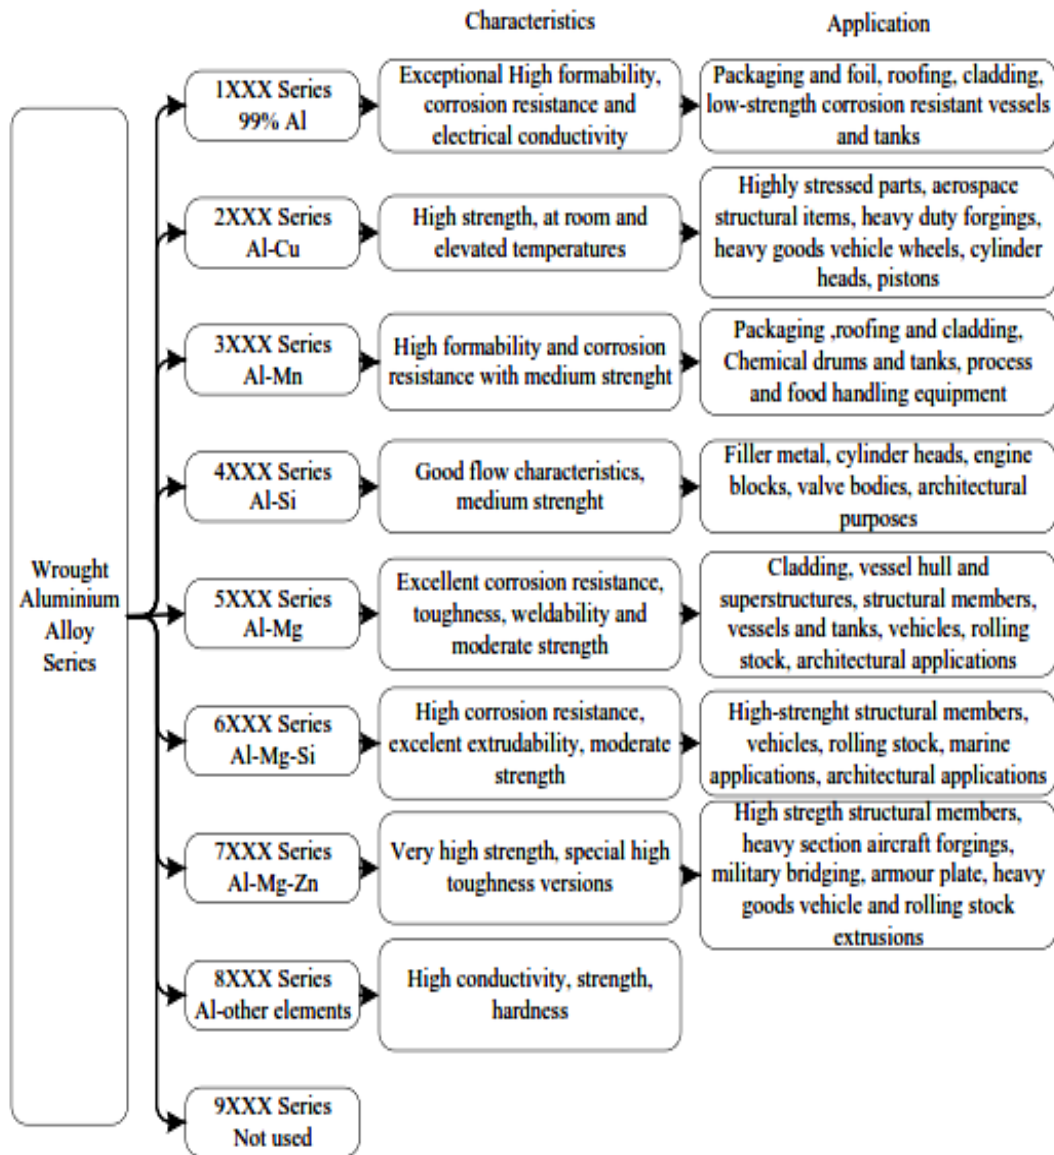 Characteristics
Application
Wrought
Aluminium
Alloy
Series
1XXX Series
99% Al
Exceptional High formability,
corrosion resistance and
electrical conductivity
Packaging and foil, roofing, cladding,
low-strength corrosion resistant vessels
and tanks
2XXX Series
Al-Cu
High strength, at room and
elevated temperatures
Highly stressed parts, aerospace
structural items, heavy duty forgings,
heavy goods vehicle wheels, cylinder
heads, pistons
3XXX Series
Al-Mn
High formability and corrosion
resistance with medium strenght
Packaging ,roofing and cladding,
Chemical drums and tanks, process
and food handling equipment
4XXX Series
Al-Si
Good flow characteristics,
medium strenght
Filler metal, cylinder heads, engine
blocks, valve bodies, architectural
purposes
5XXX Series
Al-Mg
Excellent corrosion resistance,
toughness, weldability and
moderate strength
Cladding, vessel hull and
superstructures, structural members,
vessels and tanks, vehicles, rolling
stock, architectural applications
6XXX Series
Al-Mg-Si
High corrosion resistance,
excelent extrudability, moderate
strength
High-strenght structural members,
vehicles, rolling stock, marine
applications, architectural applications
7XXX Series
Al-Mg-Zn
Very high strength, special high
toughness versions
High stregth structural members,
heavy section aircraft forgings,
military bridging, armour plate, heavy
goods vehicle and rolling stock
extrusions
8XXX Series
Al-other elements
High conductivity, strength,
hardness
9XXX Series
Not used